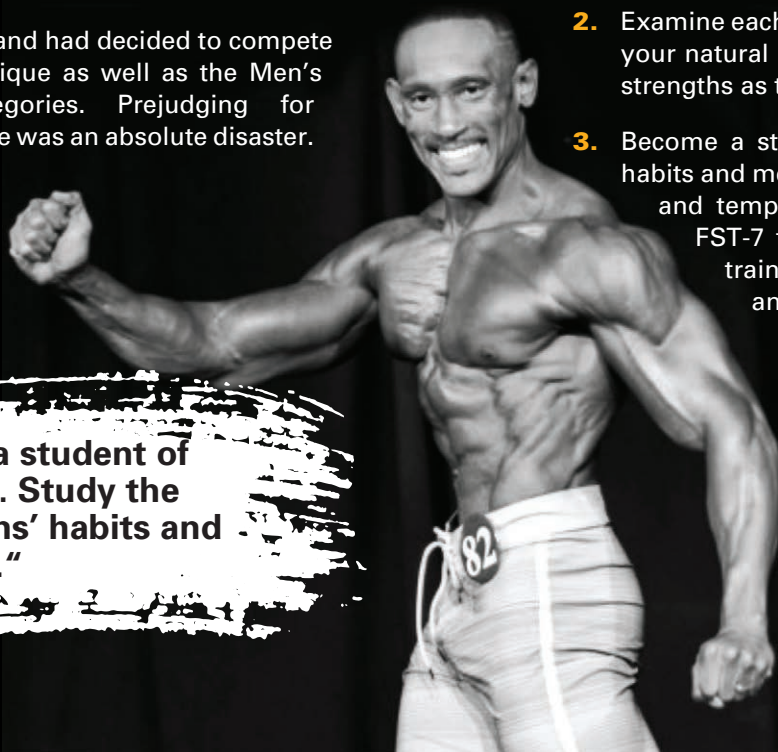 and had decided to compete
ique as well as the Men's
egories. Prejudging for
e was an absolute disaster.
a student of
. Study the
ns' habits and
.“
82
2. Examine each
your natural
strengths as t
3. Become a st
habits and me
and temp
FST-7 t
train
an